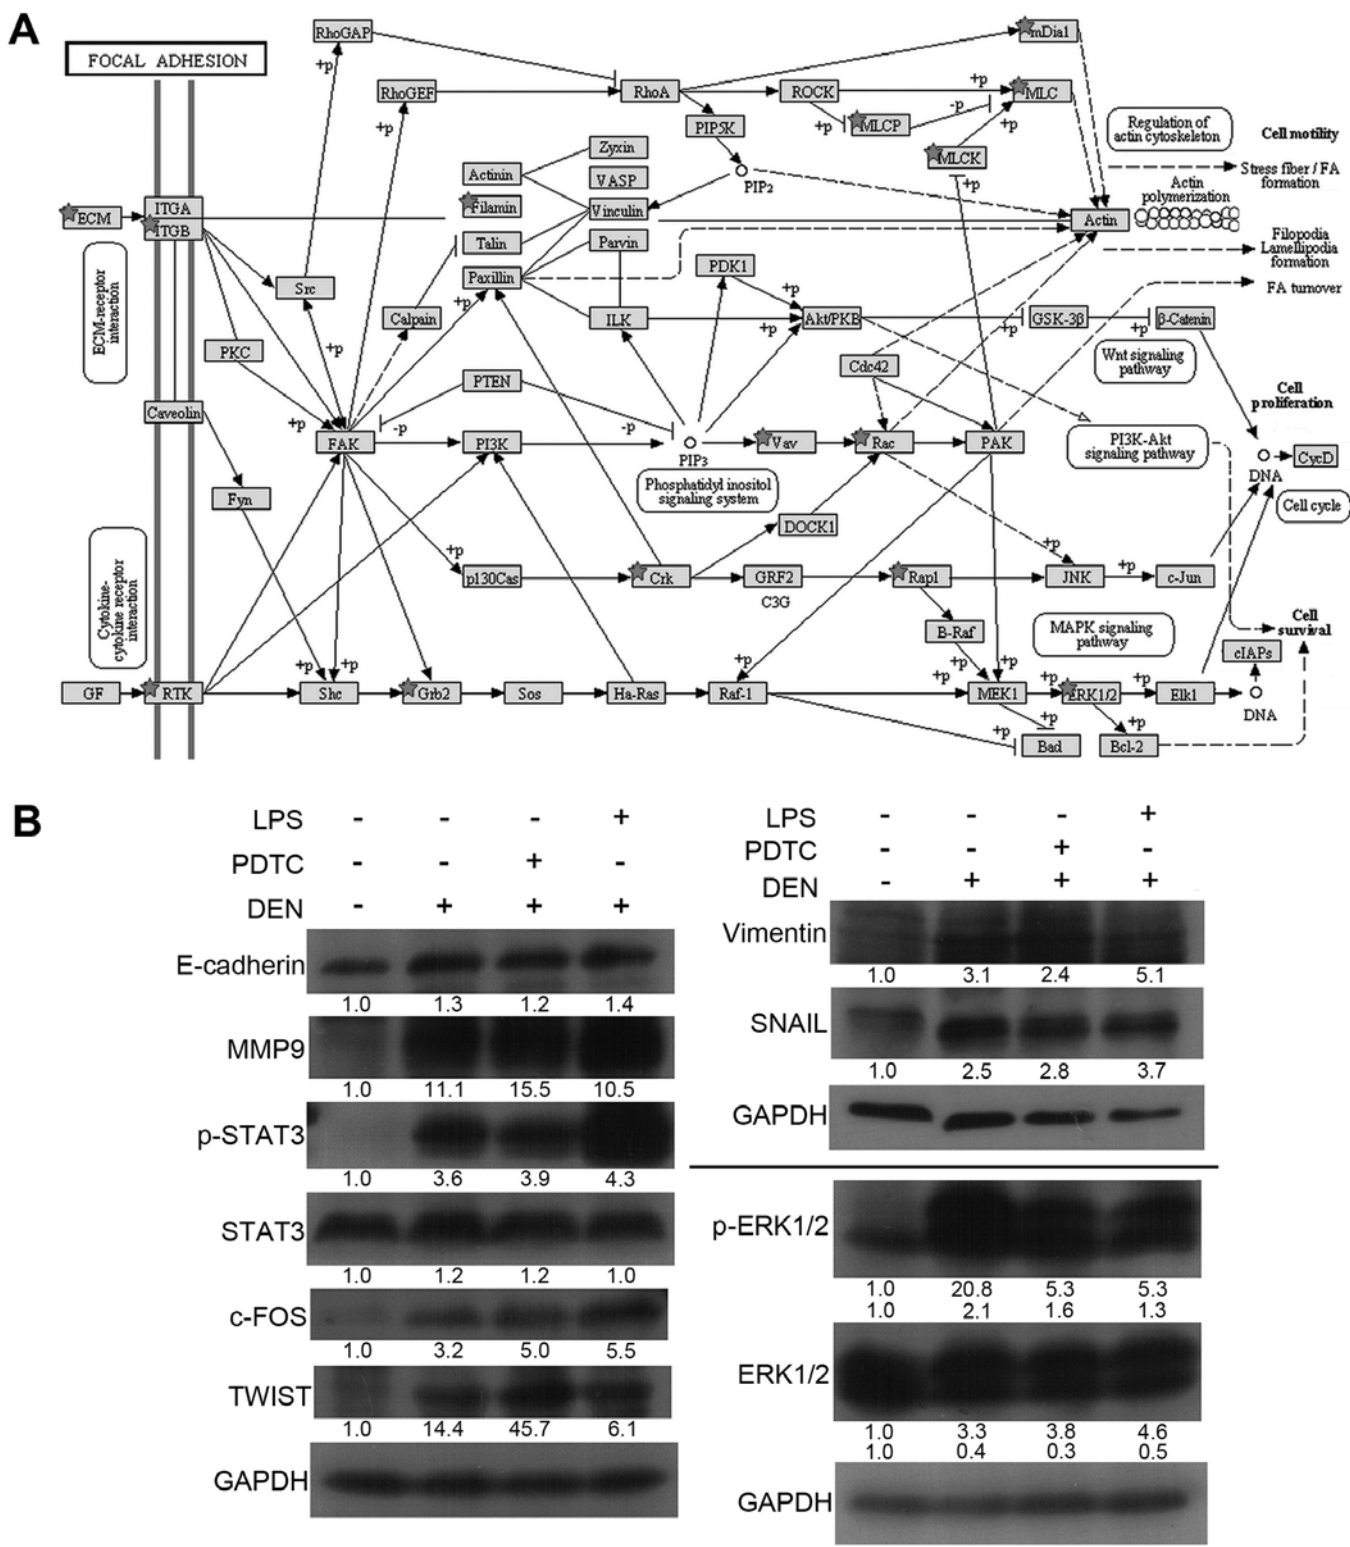 A
FOCAL ADHESION
RhoGAP
mDia1
+p
RhoGEF
RhoA
ROCK
+p
MLC
-p
+p
PIP5K
+p
MLCP
+p
Regulation of
actin cytoskeleton
Cell motility
Zyxin
MLCK
Actinin
VASP
PIP2
+p
Stress fiber / FA
formation
ECM
ITGA
ITGB
Filamin
Vinculin
Actin
polymerization
Actin
Talin
Parvin
Filopodia
Lamellipodia
formation
ECM-receptor
interaction
Src
Paxillin
+p
PDK1
FA turnover
+p
Calpain
ILK
+p
+p
Akt/PKB
GSK-3β
β-Catenin
+p
+p
PKC
Cdc42
Wnt signaling
pathway
PTEN
Cell
proliferation
Caveolin
+p
-p
-p
FAK
PI3K
PIP3
Vav
Rac
PAK
PI3K-Akt
signaling pathway
DNA
CycD
Phosphatidyl inositol
signaling system
Fyn
Cell cycle
DOCK1
Cytokine-
cytokine receptor
interaction
+p
+p
p130Cas
Crk
GRF2
C3G
Rap1
JNK
+p
c-Jun
B-Raf
MAPK signaling
pathway
Cell
survival
+p
+p
cIAPs
+p
+p
+p
GF
RTK
Shc
Grb2
Sos
Ha-Ras
Raf-1
+p
MEK1
+p
ERK1/2
+p
Elk1
DNA
+p
+p
+p
Bad
Bcl-2
B
LPS - - - +
PDTC - - + -
DEN - + + +
E-cadherin
1.0 1.3 1.2 1.4
MMP9
1.0 11.1 15.5 10.5
p-STAT3
1.0 3.6 3.9 4.3
STAT3
1.0 1.2 1.2 1.0
c-FOS
1.0 3.2 5.0 5.5
TWIST
1.0 14.4 45.7 6.1
GAPDH
LPS - - - +
PDTC - - + -
DEN - + + +
Vimentin
1.0 3.1 2.4 5.1
SNAIL
1.0 2.5 2.8 3.7
GAPDH
p-ERK1/2
1.0 20.8 5.3 5.3
1.0 2.1 1.6 1.3
ERK1/2
1.0 3.3 3.8 4.6
1.0 0.4 0.3 0.5
GAPDH